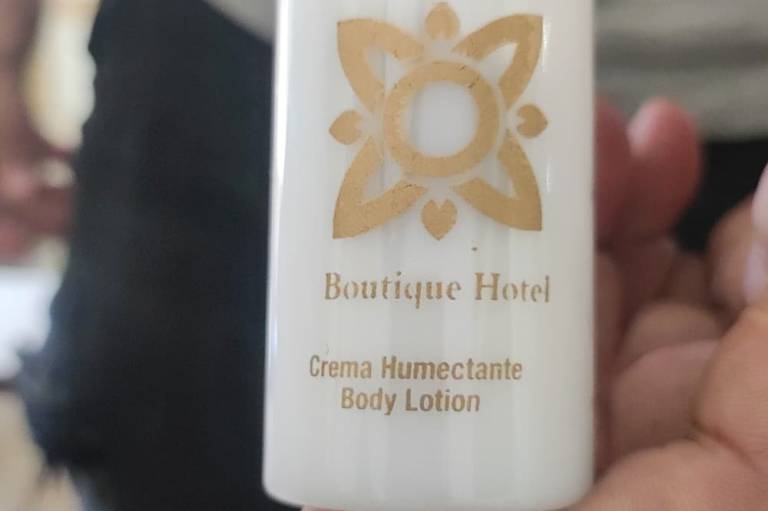 Boutique Hotel
Crema Humectante
Body Lotion